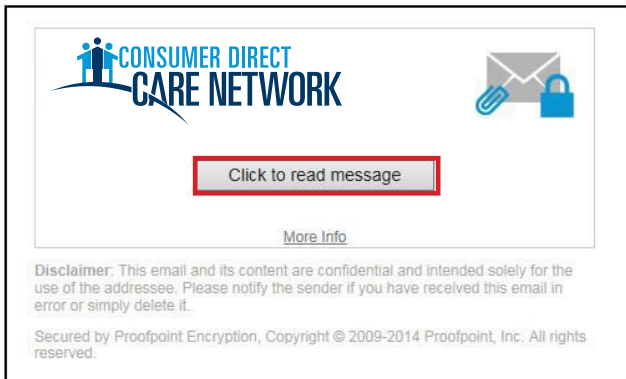 CONSUMER DIRECT
CARE NETWORK
Click to read message
More Info
Disclaimer: This email and its content are confidential and intended solely for the
use of the addressee. Please notify the sender if you have received this email in
error or simply delete it.
Secured by Proofpoint Encryption, Copyright © 2009-2014 Proofpoint, Inc. All rights
reserved.